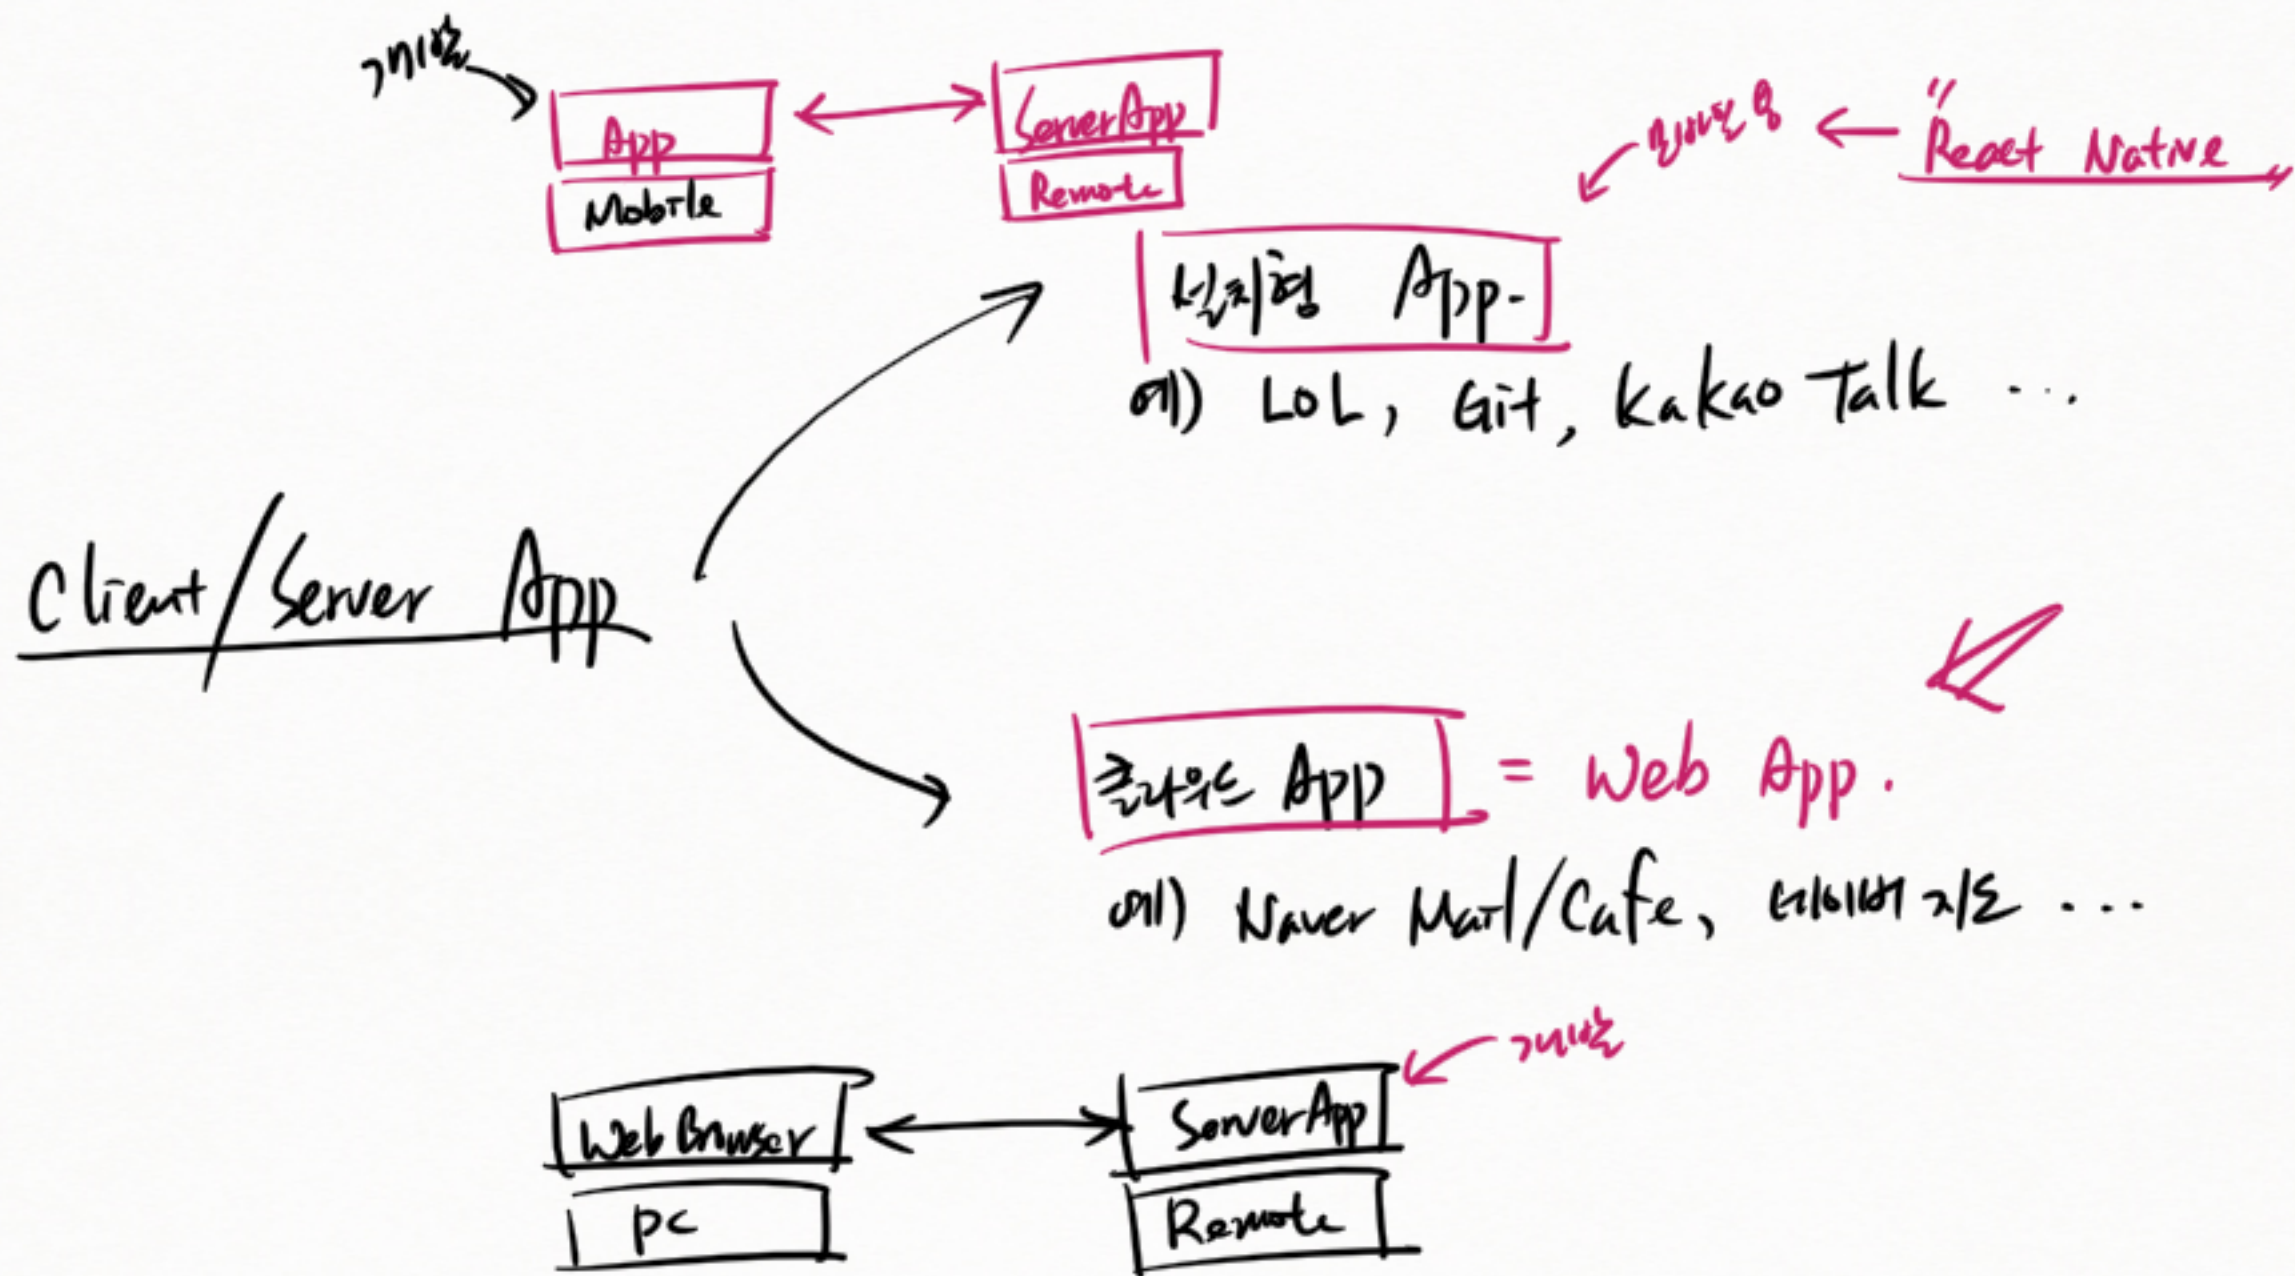 개발
App
Mobile
ServerApp
Remote
모바일용
"React Native"
설치형 App.
예) LoL, Git, Kakao Talk ...
Client/Server App
클라우드 App = Web App.
예) Naver Mail/Cafe, 네이버 지도 ...
개발
Web Browser
PC
ServerApp
Remote